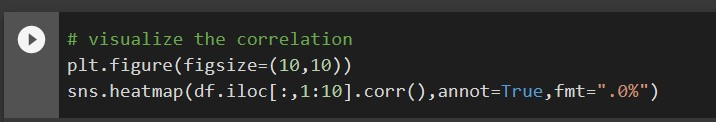 # visualize the correlation
plt.figure(figsize=(10,10))
sns.heatmap(df.iloc[:,1:10].corr(),annot=True,fmt=".0%")